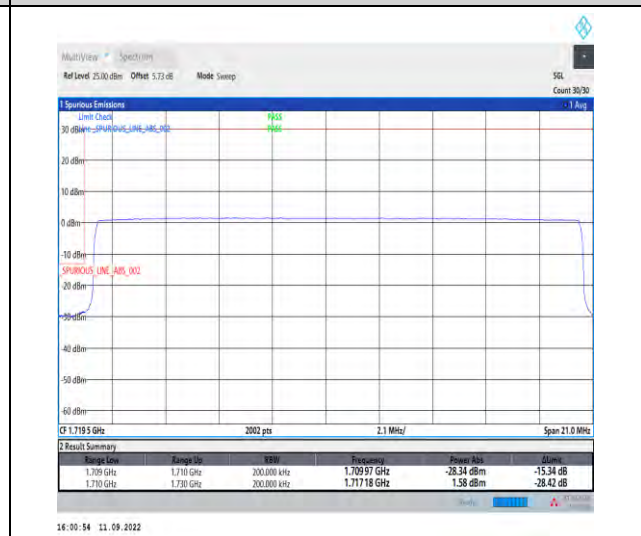 MultiView Spectrum
Ref Level 25.00 dBm Offset 5.73 dB Mode Sweep SGL
Count 30/30
1 Spurious Emissions 1 Avg
Limit Check PASS
30 dBm Line _SPURIOUS_LINE_ABS_002 PASS
20 dBm
10 dBm
0 dBm
-10 dBm
_SPURIOUS_LINE_ABS_002
-20 dBm
-30 dBm
-40 dBm
-50 dBm
-60 dBm
CF 1.7195 GHz 2002 pts 2.1 MHz/ Span 21.0 MHz
2 Result Summary
Range Low Range Up RBW Frequency Power Abs ΔLimit
1.709 GHz 1.710 GHz 200.000 kHz 1.70997 GHz -28.34 dBm -15.34 dB
1.710 GHz 1.730 GHz 200.000 kHz 1.71718 GHz 1.58 dBm -28.42 dB
Ready
16:00:54 11.09.2022